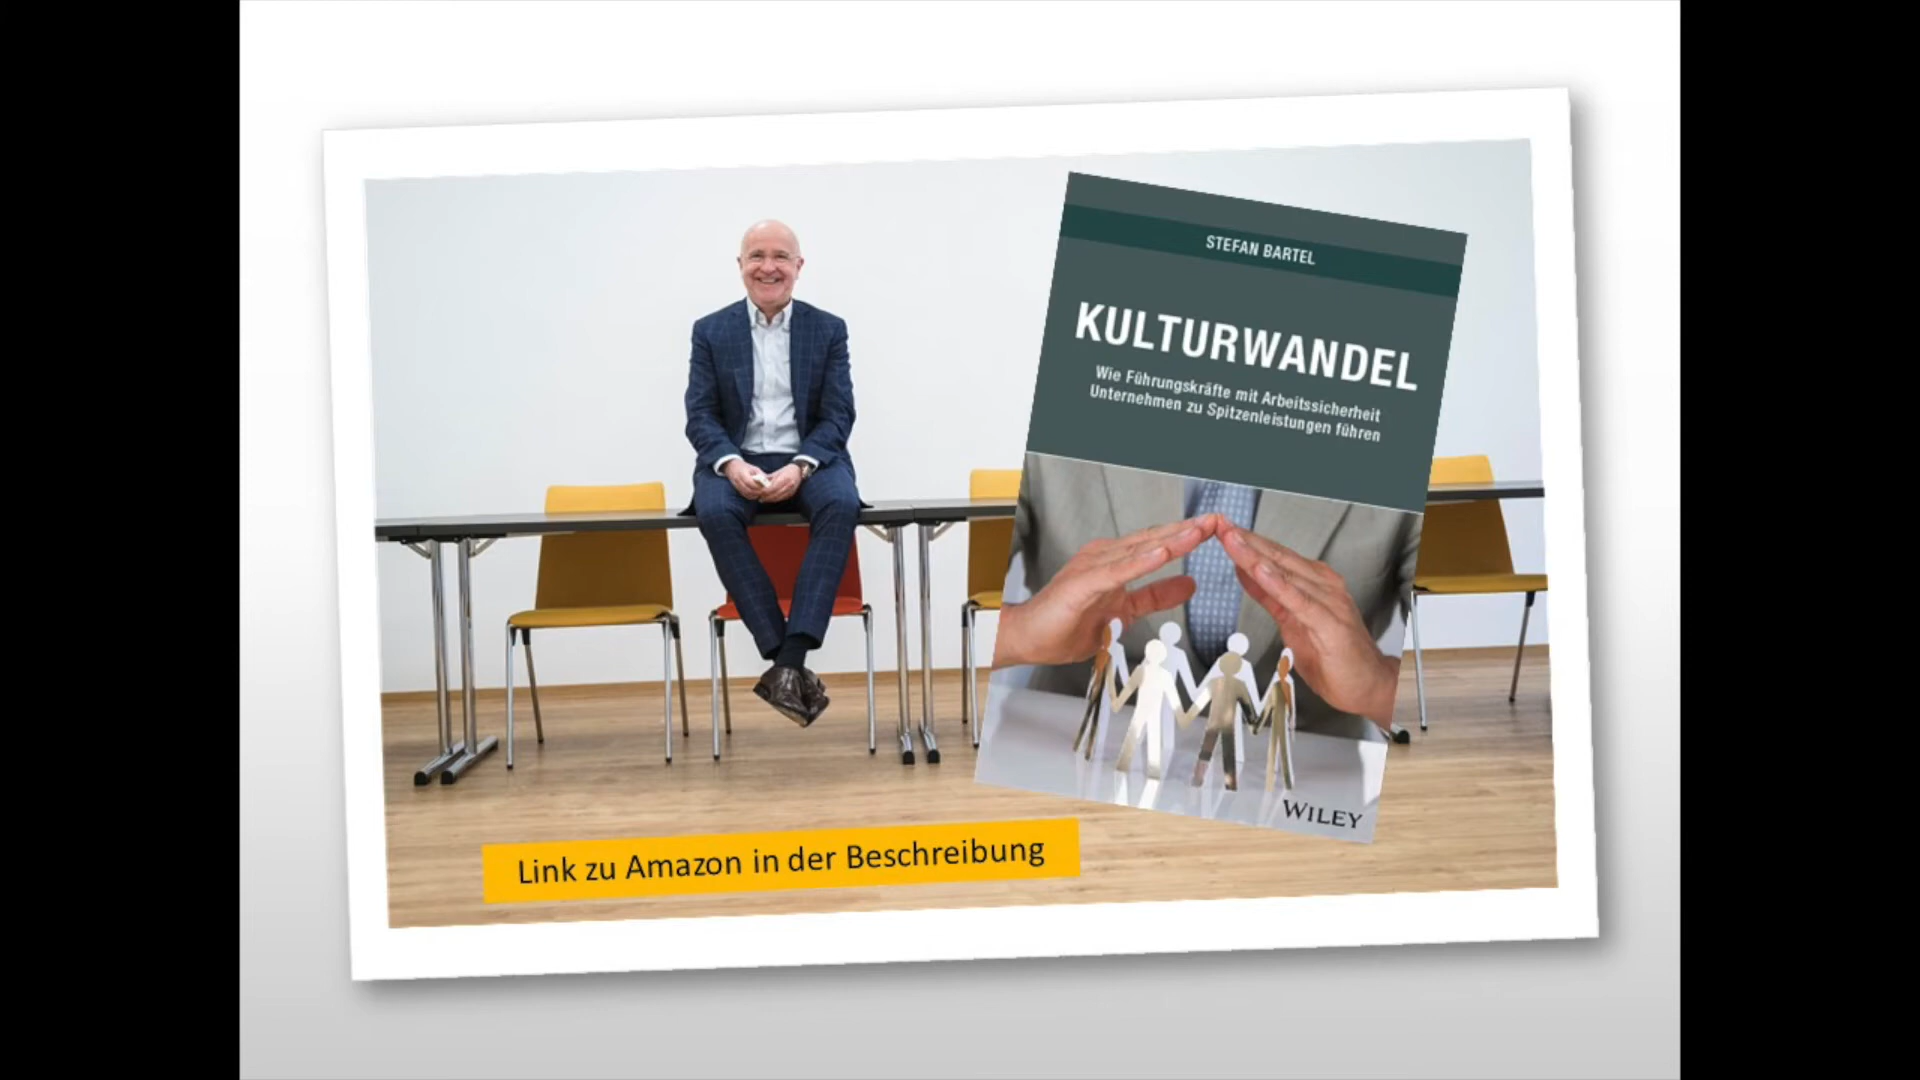 STEFAN BARTEL
KULTURWANDEL
Wie Führungskräfte mit Arbeitssicherheit
Unternehmen zu Spitzenleistungen führen
WILEY
Link zu Amazon in der Beschreibung